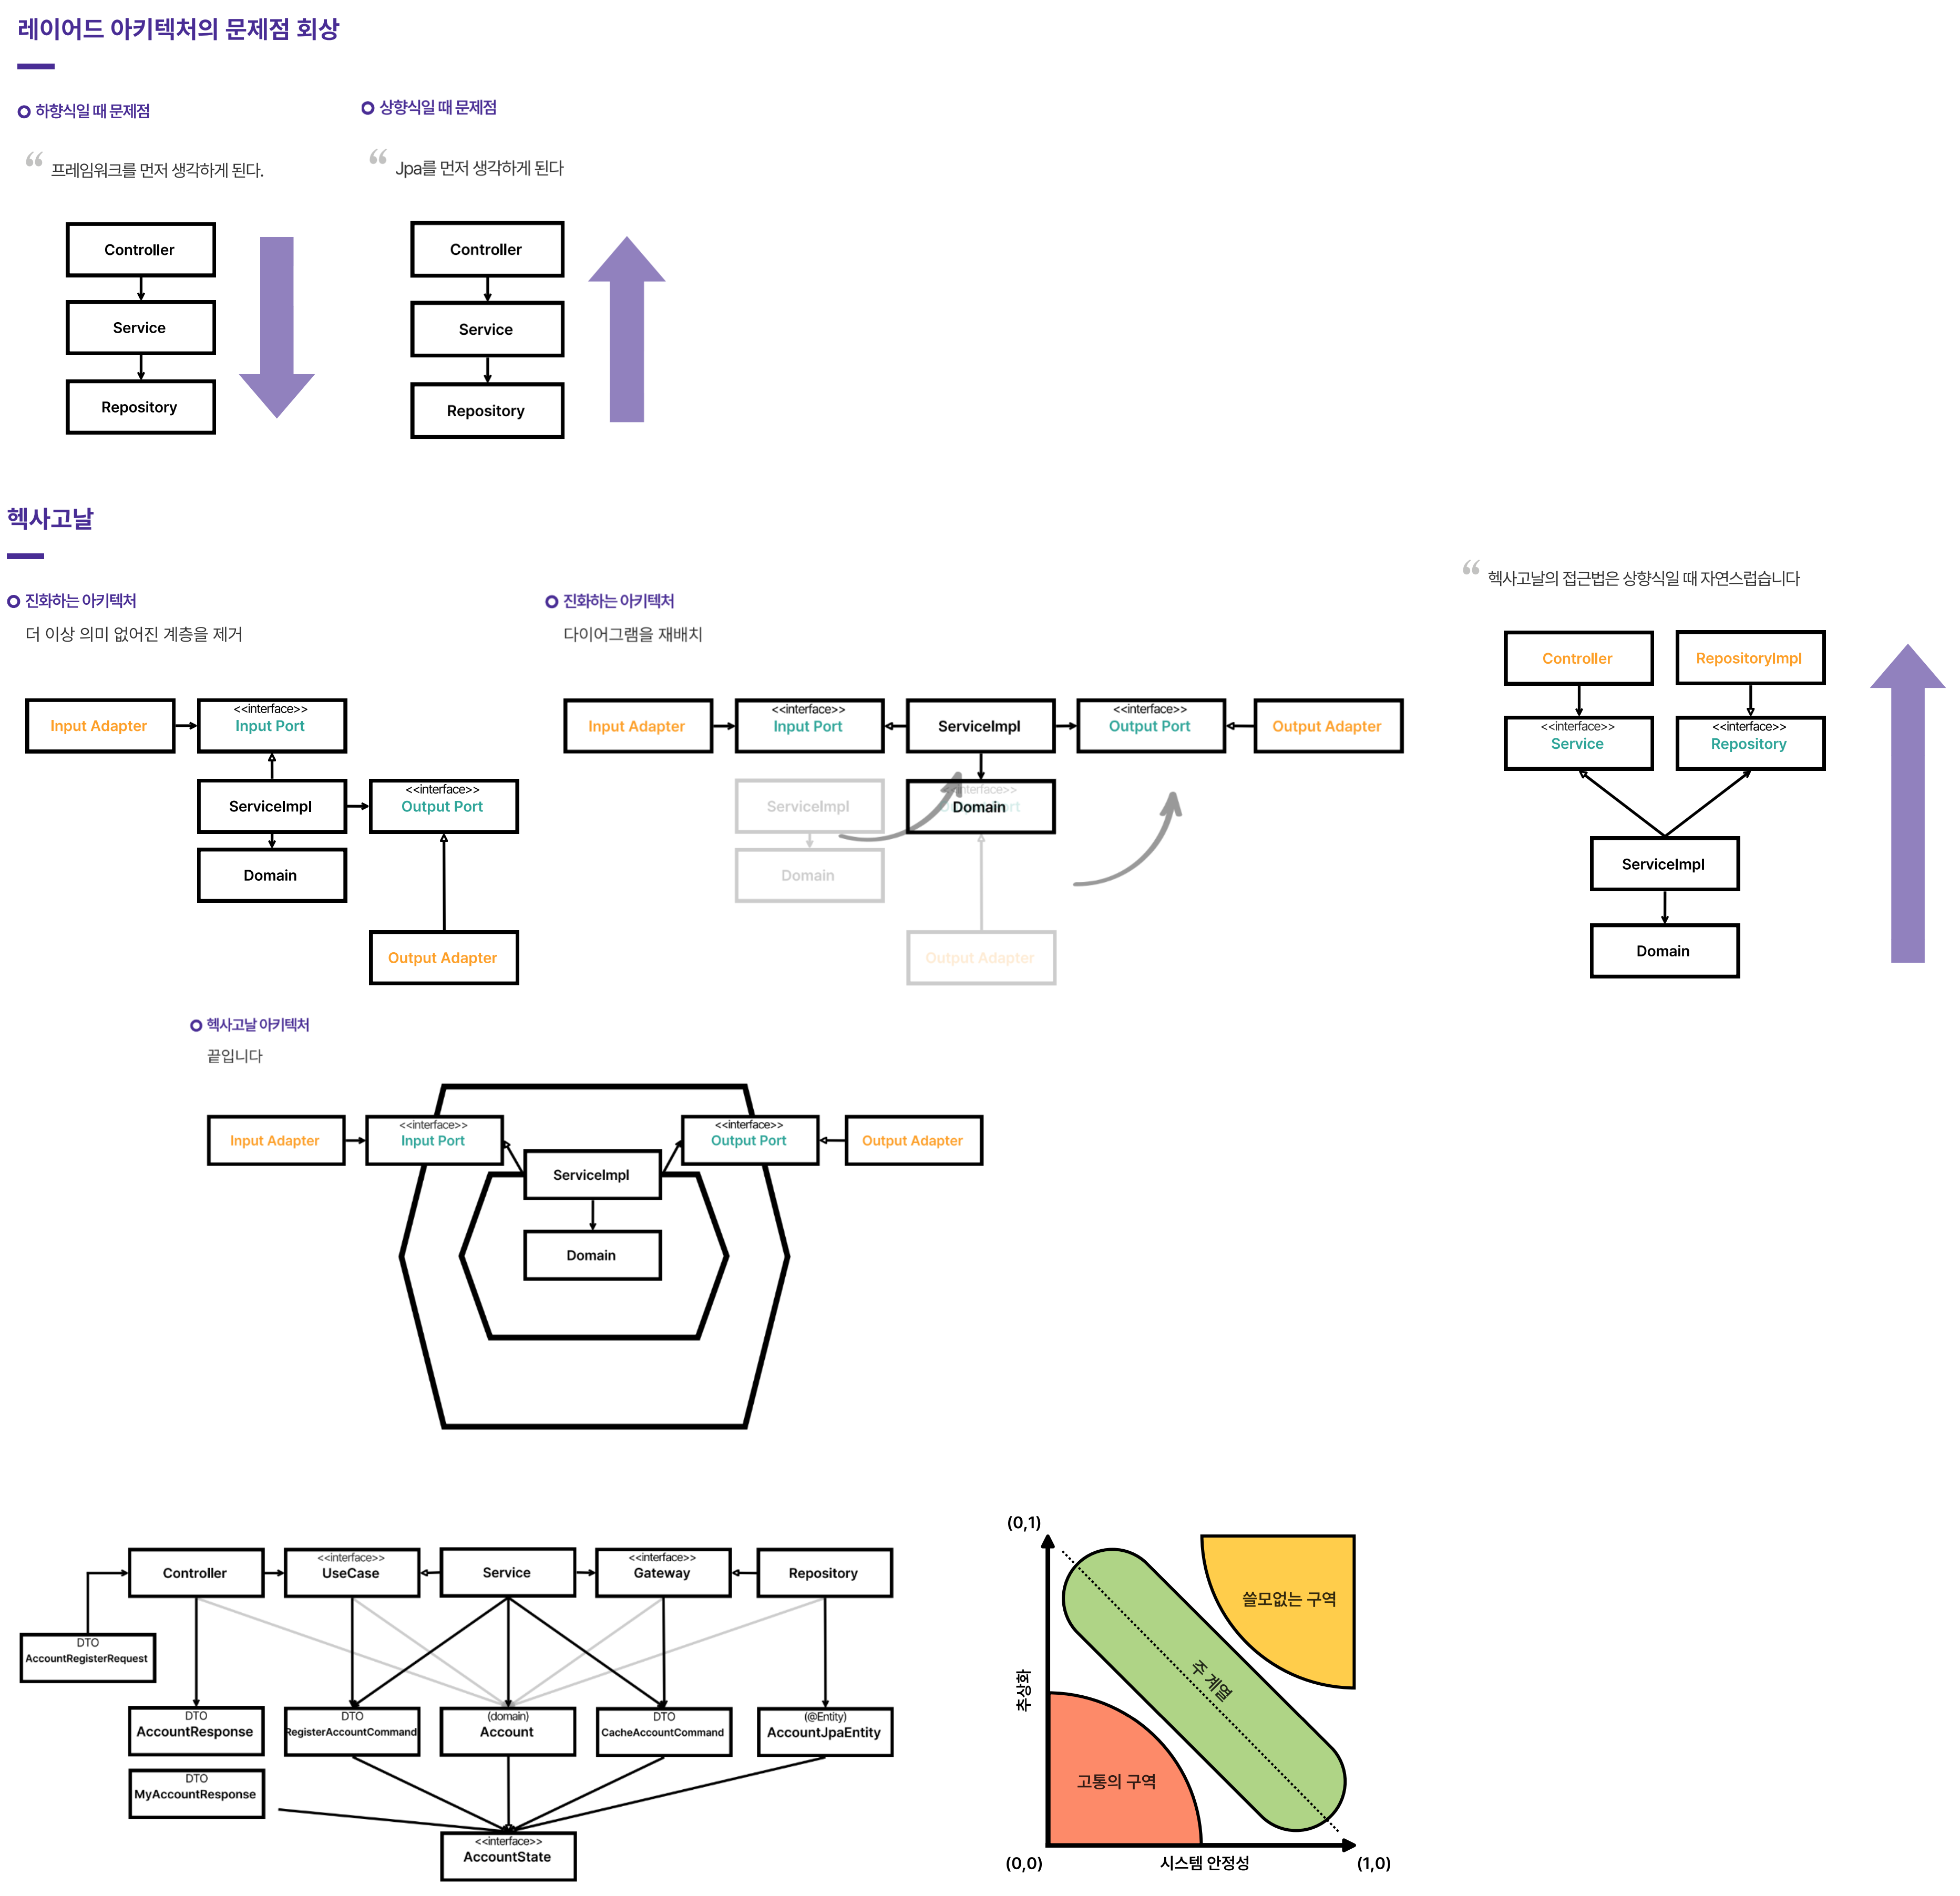 레이어드 아키텍처의 문제점 회상
하향식일 때 문제점
“ 프레임워크를 먼저 생각하게 된다.
Controller
Service
Repository
상향식일 때 문제점
“ Jpa를 먼저 생각하게 된다
Controller
Service
Repository
헥사고날
진화하는 아키텍처
더 이상 의미 없어진 계층을 제거
Input Adapter
<<interface>>
Input Port
ServiceImpl
<<interface>>
Output Port
Domain
Output Adapter
진화하는 아키텍처
다이어그램을 재배치
Input Adapter
<<interface>>
Input Port
ServiceImpl
<<interface>>
Output Port
Output Adapter
ServiceImpl
Domain
Domain
Output Adapter
“ 헥사고날의 접근법은 상향식일 때 자연스럽습니다
Controller
RepositoryImpl
<<interface>>
Service
<<interface>>
Repository
ServiceImpl
Domain
헥사고날 아키텍처
끝입니다
Input Adapter
<<interface>>
Input Port
ServiceImpl
<<interface>>
Output Port
Output Adapter
Domain
Controller
<<interface>>
UseCase
Service
<<interface>>
Gateway
Repository
DTO
AccountRegisterRequest
DTO
AccountResponse
DTO
RegisterAccountCommand
(domain)
Account
DTO
CacheAccountCommand
(@Entity)
AccountJpaEntity
DTO
MyAccountResponse
<<interface>>
AccountState
(0,1)
쓸모없는 구역
주 계열
추상화
고통의 구역
(0,0)
시스템 안정성
(1,0)